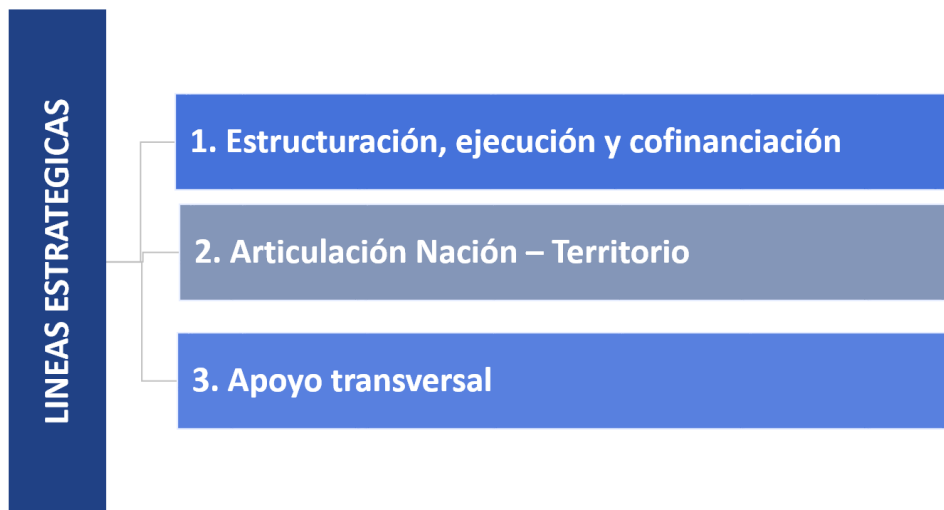 LINEAS ESTRATEGICAS
1. Estructuración, ejecución y cofinanciación
2. Articulación Nación – Territorio
3. Apoyo transversal